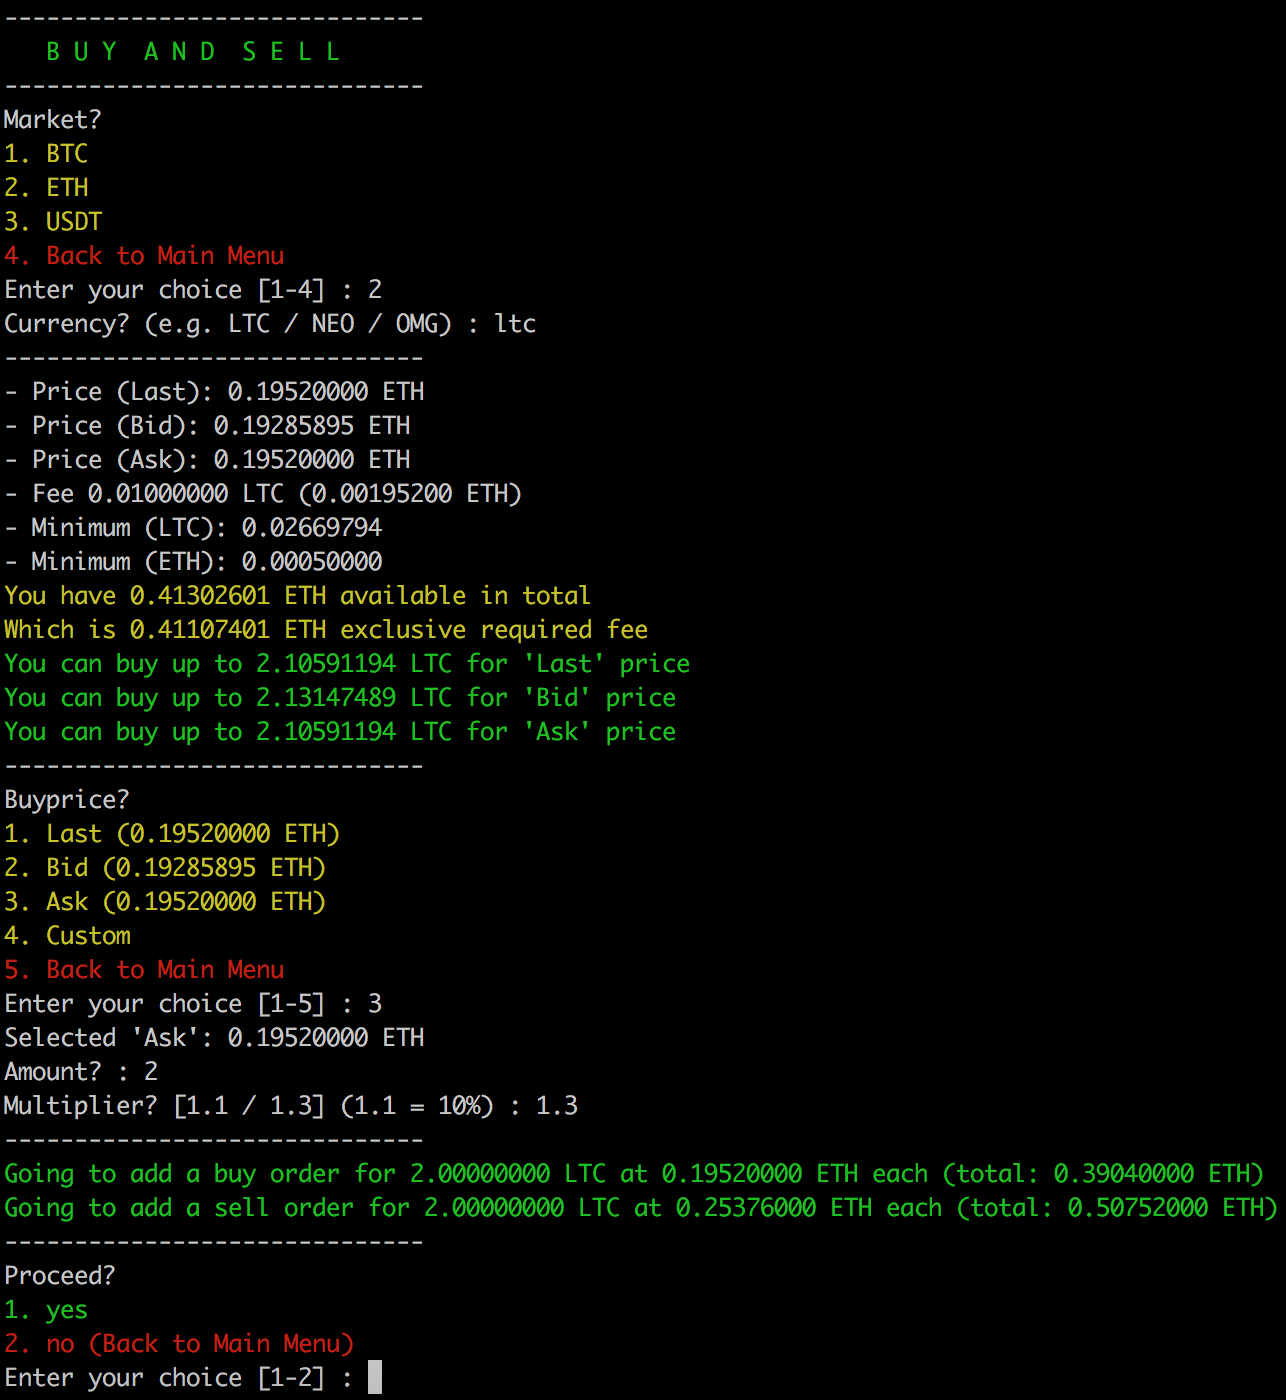 ------------------------------
B U Y  A N D  S E L L
------------------------------
Market?
1. BTC
2. ETH
3. USDT
4. Back to Main Menu
Enter your choice [1-4] : 2
Currency? (e.g. LTC / NEO / OMG) : ltc
------------------------------
- Price (Last): 0.19520000 ETH
- Price (Bid): 0.19285895 ETH
- Price (Ask): 0.19520000 ETH
- Fee 0.01000000 LTC (0.00195200 ETH)
- Minimum (LTC): 0.02669794
- Minimum (ETH): 0.00050000
You have 0.41302601 ETH available in total
Which is 0.41107401 ETH exclusive required fee
You can buy up to 2.10591194 LTC for 'Last' price
You can buy up to 2.13147489 LTC for 'Bid' price
You can buy up to 2.10591194 LTC for 'Ask' price
------------------------------
Buyprice?
1. Last (0.19520000 ETH)
2. Bid (0.19285895 ETH)
3. Ask (0.19520000 ETH)
4. Custom
5. Back to Main Menu
Enter your choice [1-5] : 3
Selected 'Ask': 0.19520000 ETH
Amount? : 2
Multiplier? [1.1 / 1.3] (1.1 = 10%) : 1.3
------------------------------
Going to add a buy order for 2.00000000 LTC at 0.19520000 ETH each (total: 0.39040000 ETH)
Going to add a sell order for 2.00000000 LTC at 0.25376000 ETH each (total: 0.50752000 ETH)
------------------------------
Proceed?
1. yes
2. no (Back to Main Menu)
Enter your choice [1-2] :